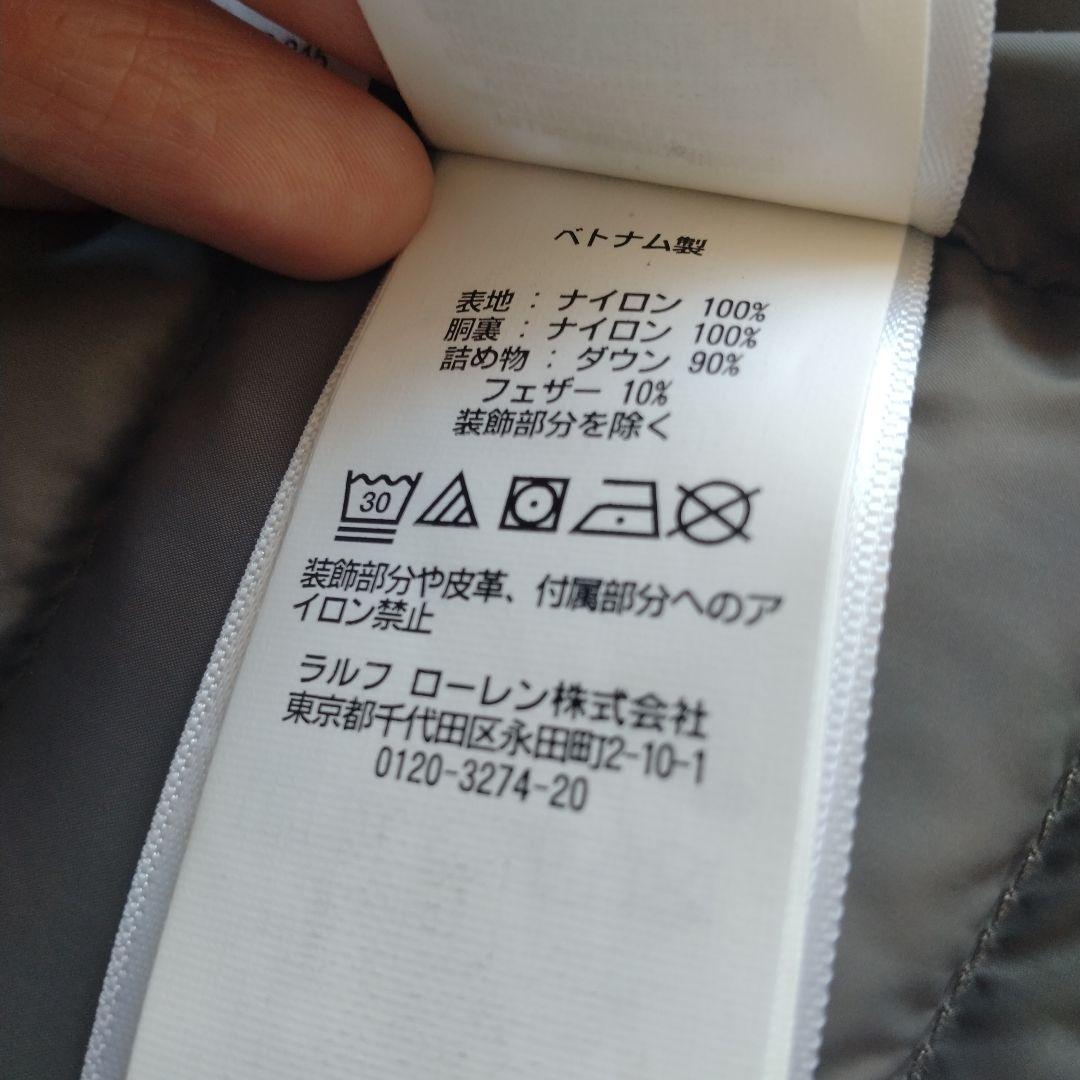 ベトナム製
表地 : ナイロン 100%
胴裏 : ナイロン 100%
詰め物 : ダウン 90%
フェザー 10%
装飾部分を除く
30
装飾部分や皮革、付属部分へのア
イロン禁止
ラルフ ローレン株式会社
東京都千代田区永田町2-10-1
0120-3274-20